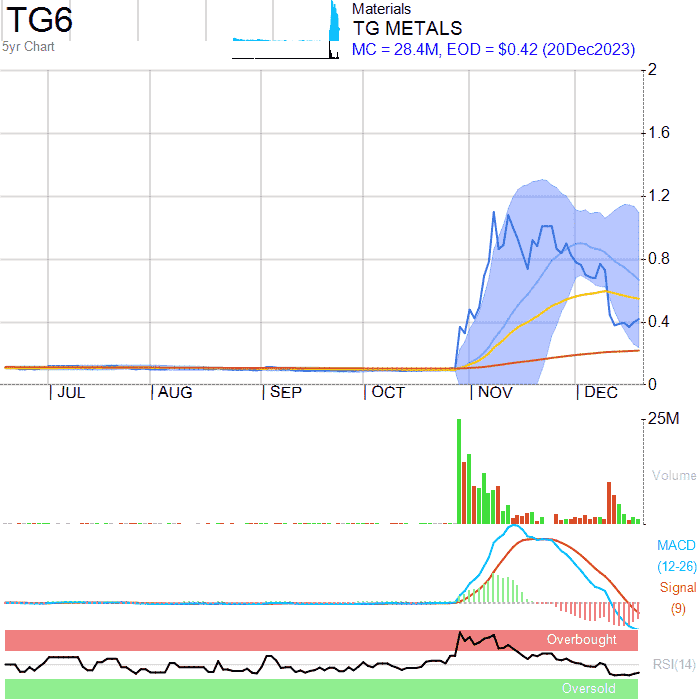 TG6
5yr Chart
Materials
TG METALS
MC = 28.4M, EOD = $0.42 (20Dec2023)
2
1.6
1.2
0.8
0.4
0
JUL AUG SEP OCT NOV DEC
25M
Volume
MACD
(12-26)
Signal
(9)
Overbought
RSI(14)
Oversold